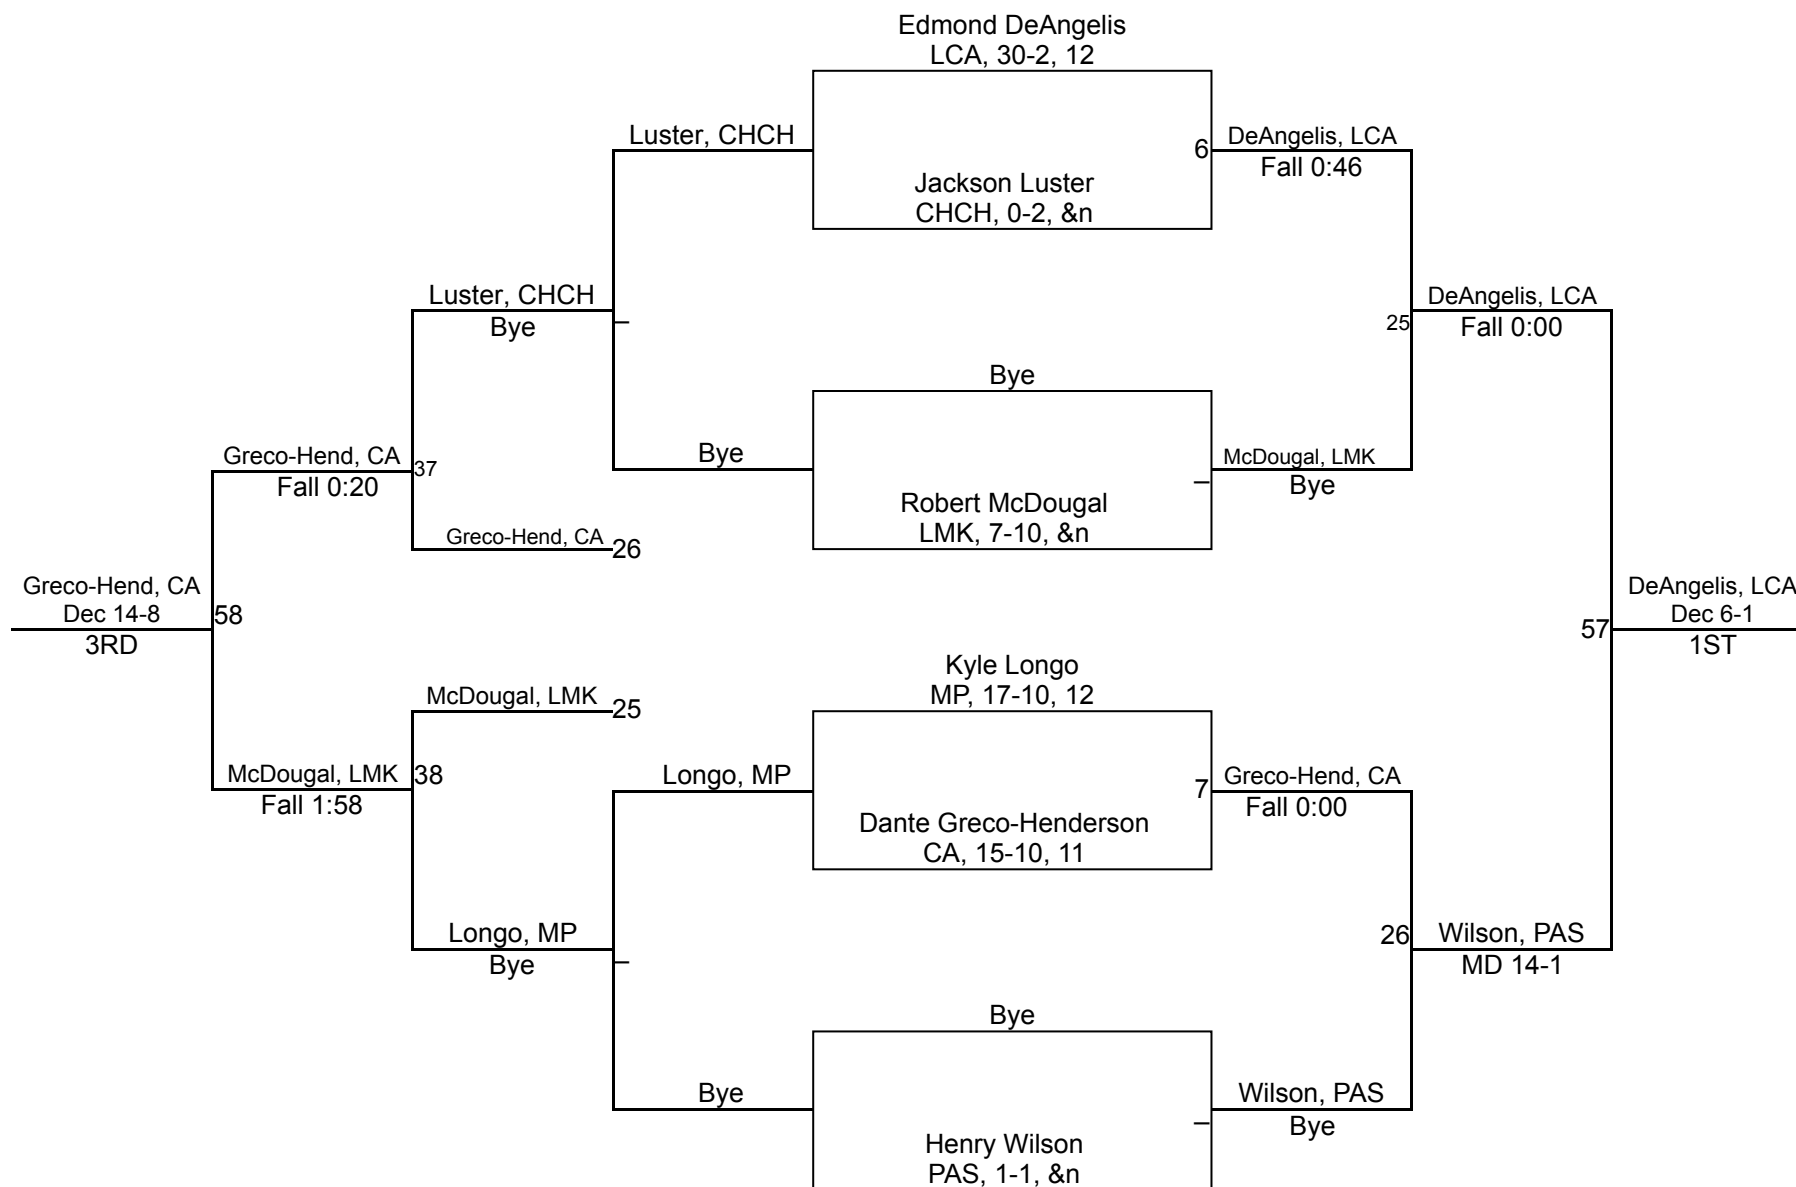 Edmond DeAngelis
LCA, 30-2, 12
Luster, CHCH
6
DeAngelis, LCA
Fall 0:46
Jackson Luster
CHCH, 0-2, &n
Luster, CHCH
Bye
DeAngelis, LCA
25
Fall 0:00
Bye
Greco-Hend, CA
37
Fall 0:20
Bye
McDougal, LMK
Bye
Robert McDougal
LMK, 7-10, &n
Greco-Hend, CA
26
Greco-Hend, CA
Dec 14-8
58
3RD
DeAngelis, LCA
Dec 6-1
57
1ST
Kyle Longo
MP, 17-10, 12
McDougal, LMK
25
McDougal, LMK
38
Fall 1:58
Longo, MP
7
Greco-Hend, CA
Fall 0:00
Dante Greco-Henderson
CA, 15-10, 11
Longo, MP
Bye
26
Wilson, PAS
MD 14-1
Bye
Bye
Wilson, PAS
Bye
Henry Wilson
PAS, 1-1, &n